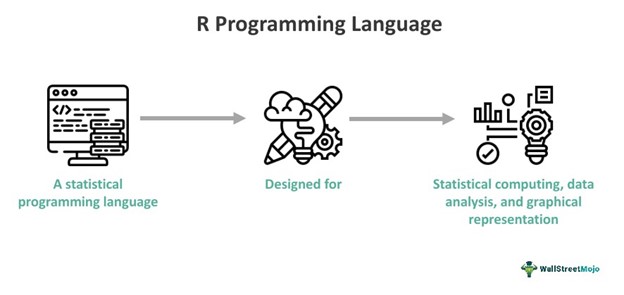 R Programming Language
</>
A statistical
programming language
Designed for
Statistical computing, data
analysis, and graphical
representation
WallStreetMojo